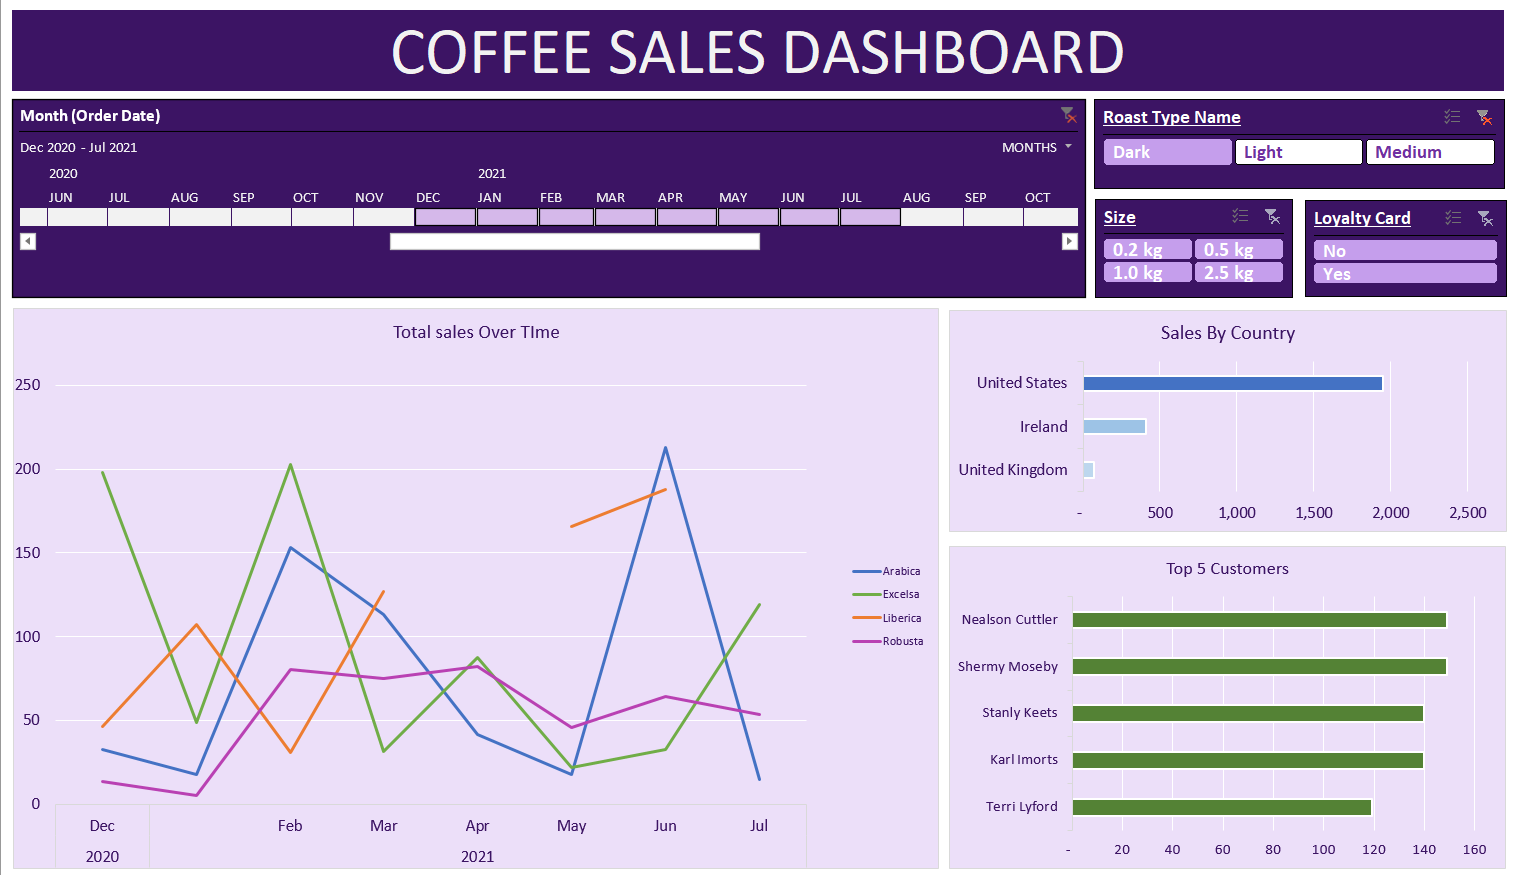 COFFEE SALES DASHBOARD
Month (Order Date)
Dec 2020 - Jul 2021
MONTHS
2020 2021
JUN JUL AUG SEP OCT NOV DEC JAN FEB MAR APR MAY JUN JUL AUG SEP OCT
Roast Type Name
Dark Light Medium
Size
0.2 kg 0.5 kg
1.0 kg 2.5 kg
Loyalty Card
No
Yes
Total sales Over TIme
250
200
150
100
50
0
Dec Feb Mar Apr May Jun Jul
2020 2021
Arabica
Excelsa
Liberica
Robusta
Sales By Country
United States
Ireland
United Kingdom
- 500 1,000 1,500 2,000 2,500
Top 5 Customers
Nealson Cuttler
Shermy Moseby
Stanly Keets
Karl Imorts
Terri Lyford
- 20 40 60 80 100 120 140 160